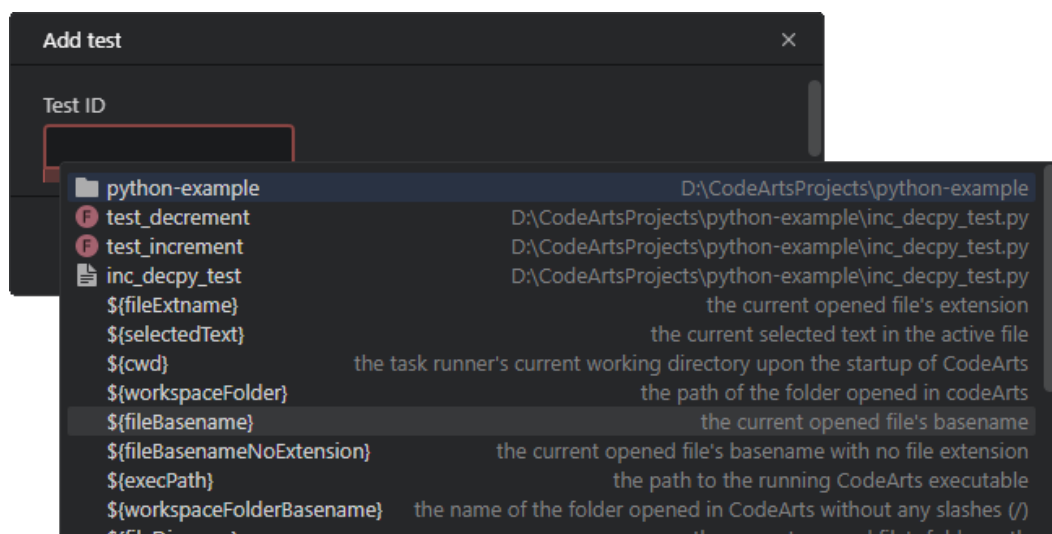 Add test
Test ID
python-example D:\CodeArtsProjects\python-example
F test_decrement D:\CodeArtsProjects\python-example\inc_decpy_test.py
F test_increment D:\CodeArtsProjects\python-example\inc_decpy_test.py
inc_decpy_test D:\CodeArtsProjects\python-example\inc_decpy_test.py
${fileExtname} the current opened file's extension
${selectedText} the current selected text in the active file
${cwd} the task runner's current working directory upon the startup of CodeArts
${workspaceFolder} the path of the folder opened in codeArts
${fileBasename} the current opened file's basename
${fileBasenameNoExtension} the current opened file's basename with no file extension
${execPath} the path to the running CodeArts executable
${workspaceFolderBasename} the name of the folder opened in CodeArts without any slashes (/)